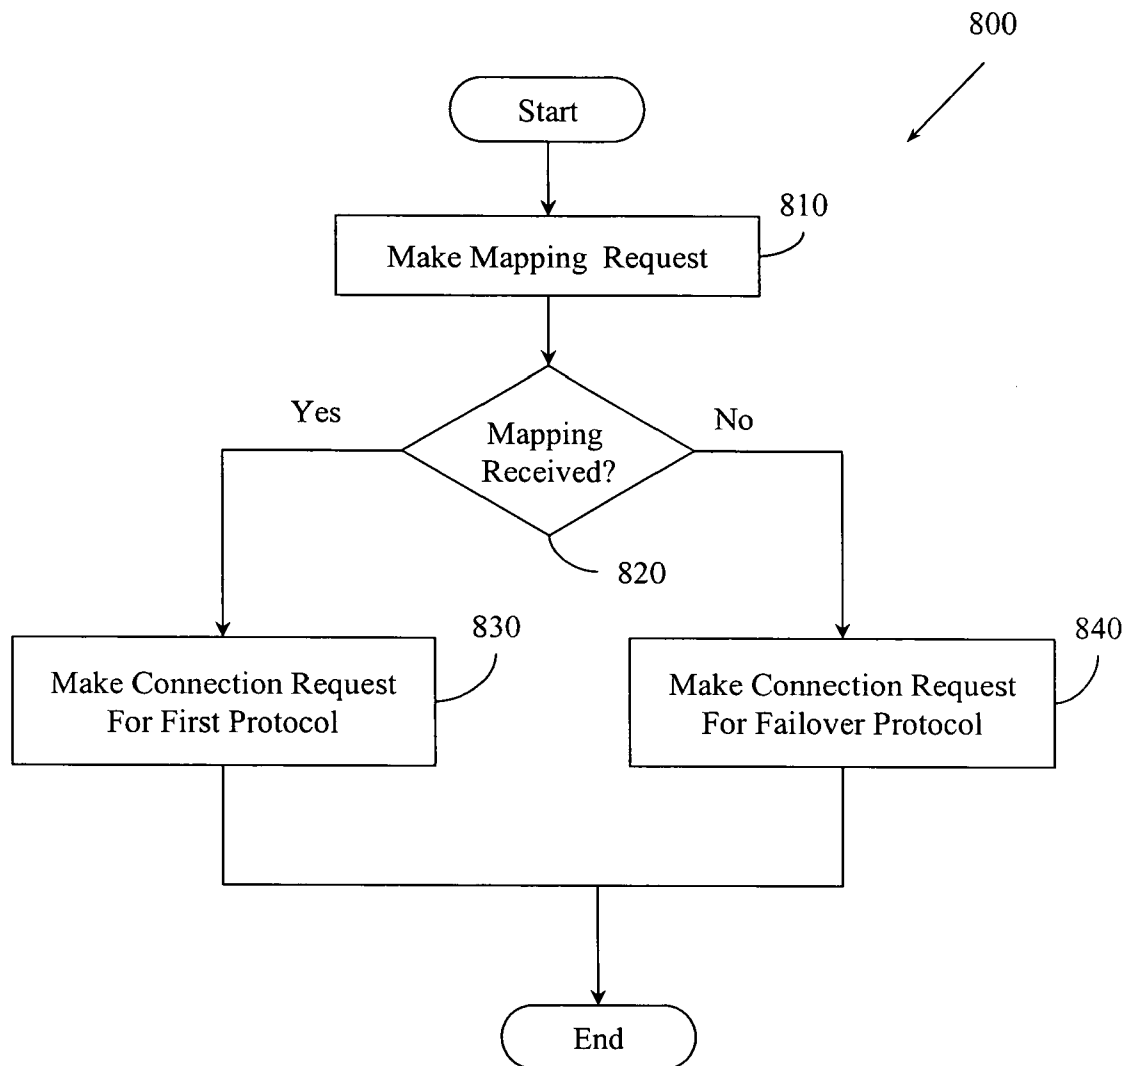 800
Start
810
Make Mapping Request
Yes
No
Mapping
Received?
820
830
840
Make Connection Request
For First Protocol
Make Connection Request
For Failover Protocol
End